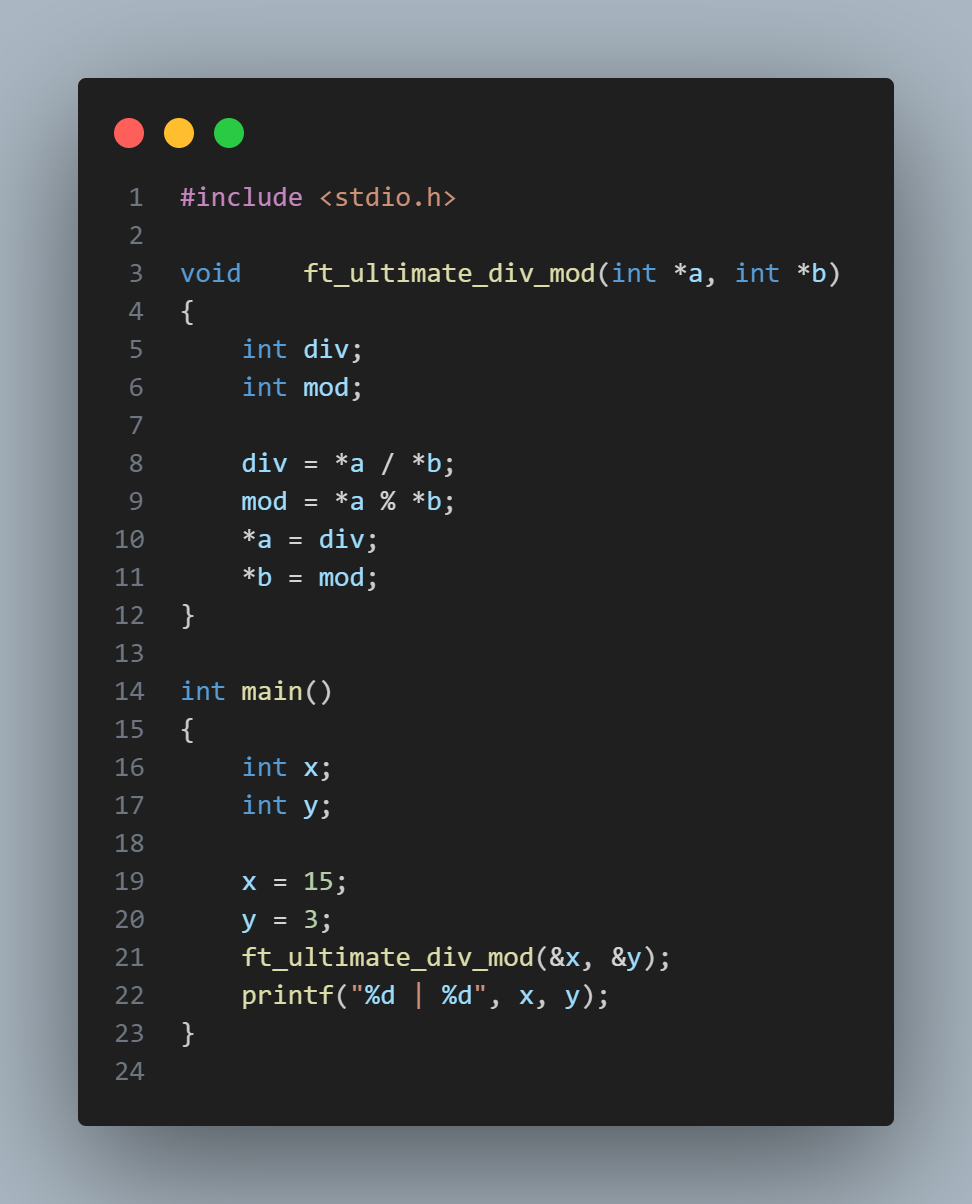 1 #include <stdio.h>
2
3 void    ft_ultimate_div_mod(int *a, int *b)
4 {
5     int div;
6     int mod;
7
8     div = *a / *b;
9     mod = *a % *b;
10     *a = div;
11     *b = mod;
12 }
13
14 int main()
15 {
16     int x;
17     int y;
18
19     x = 15;
20     y = 3;
21     ft_ultimate_div_mod(&x, &y);
22     printf("%d | %d", x, y);
23 }
24